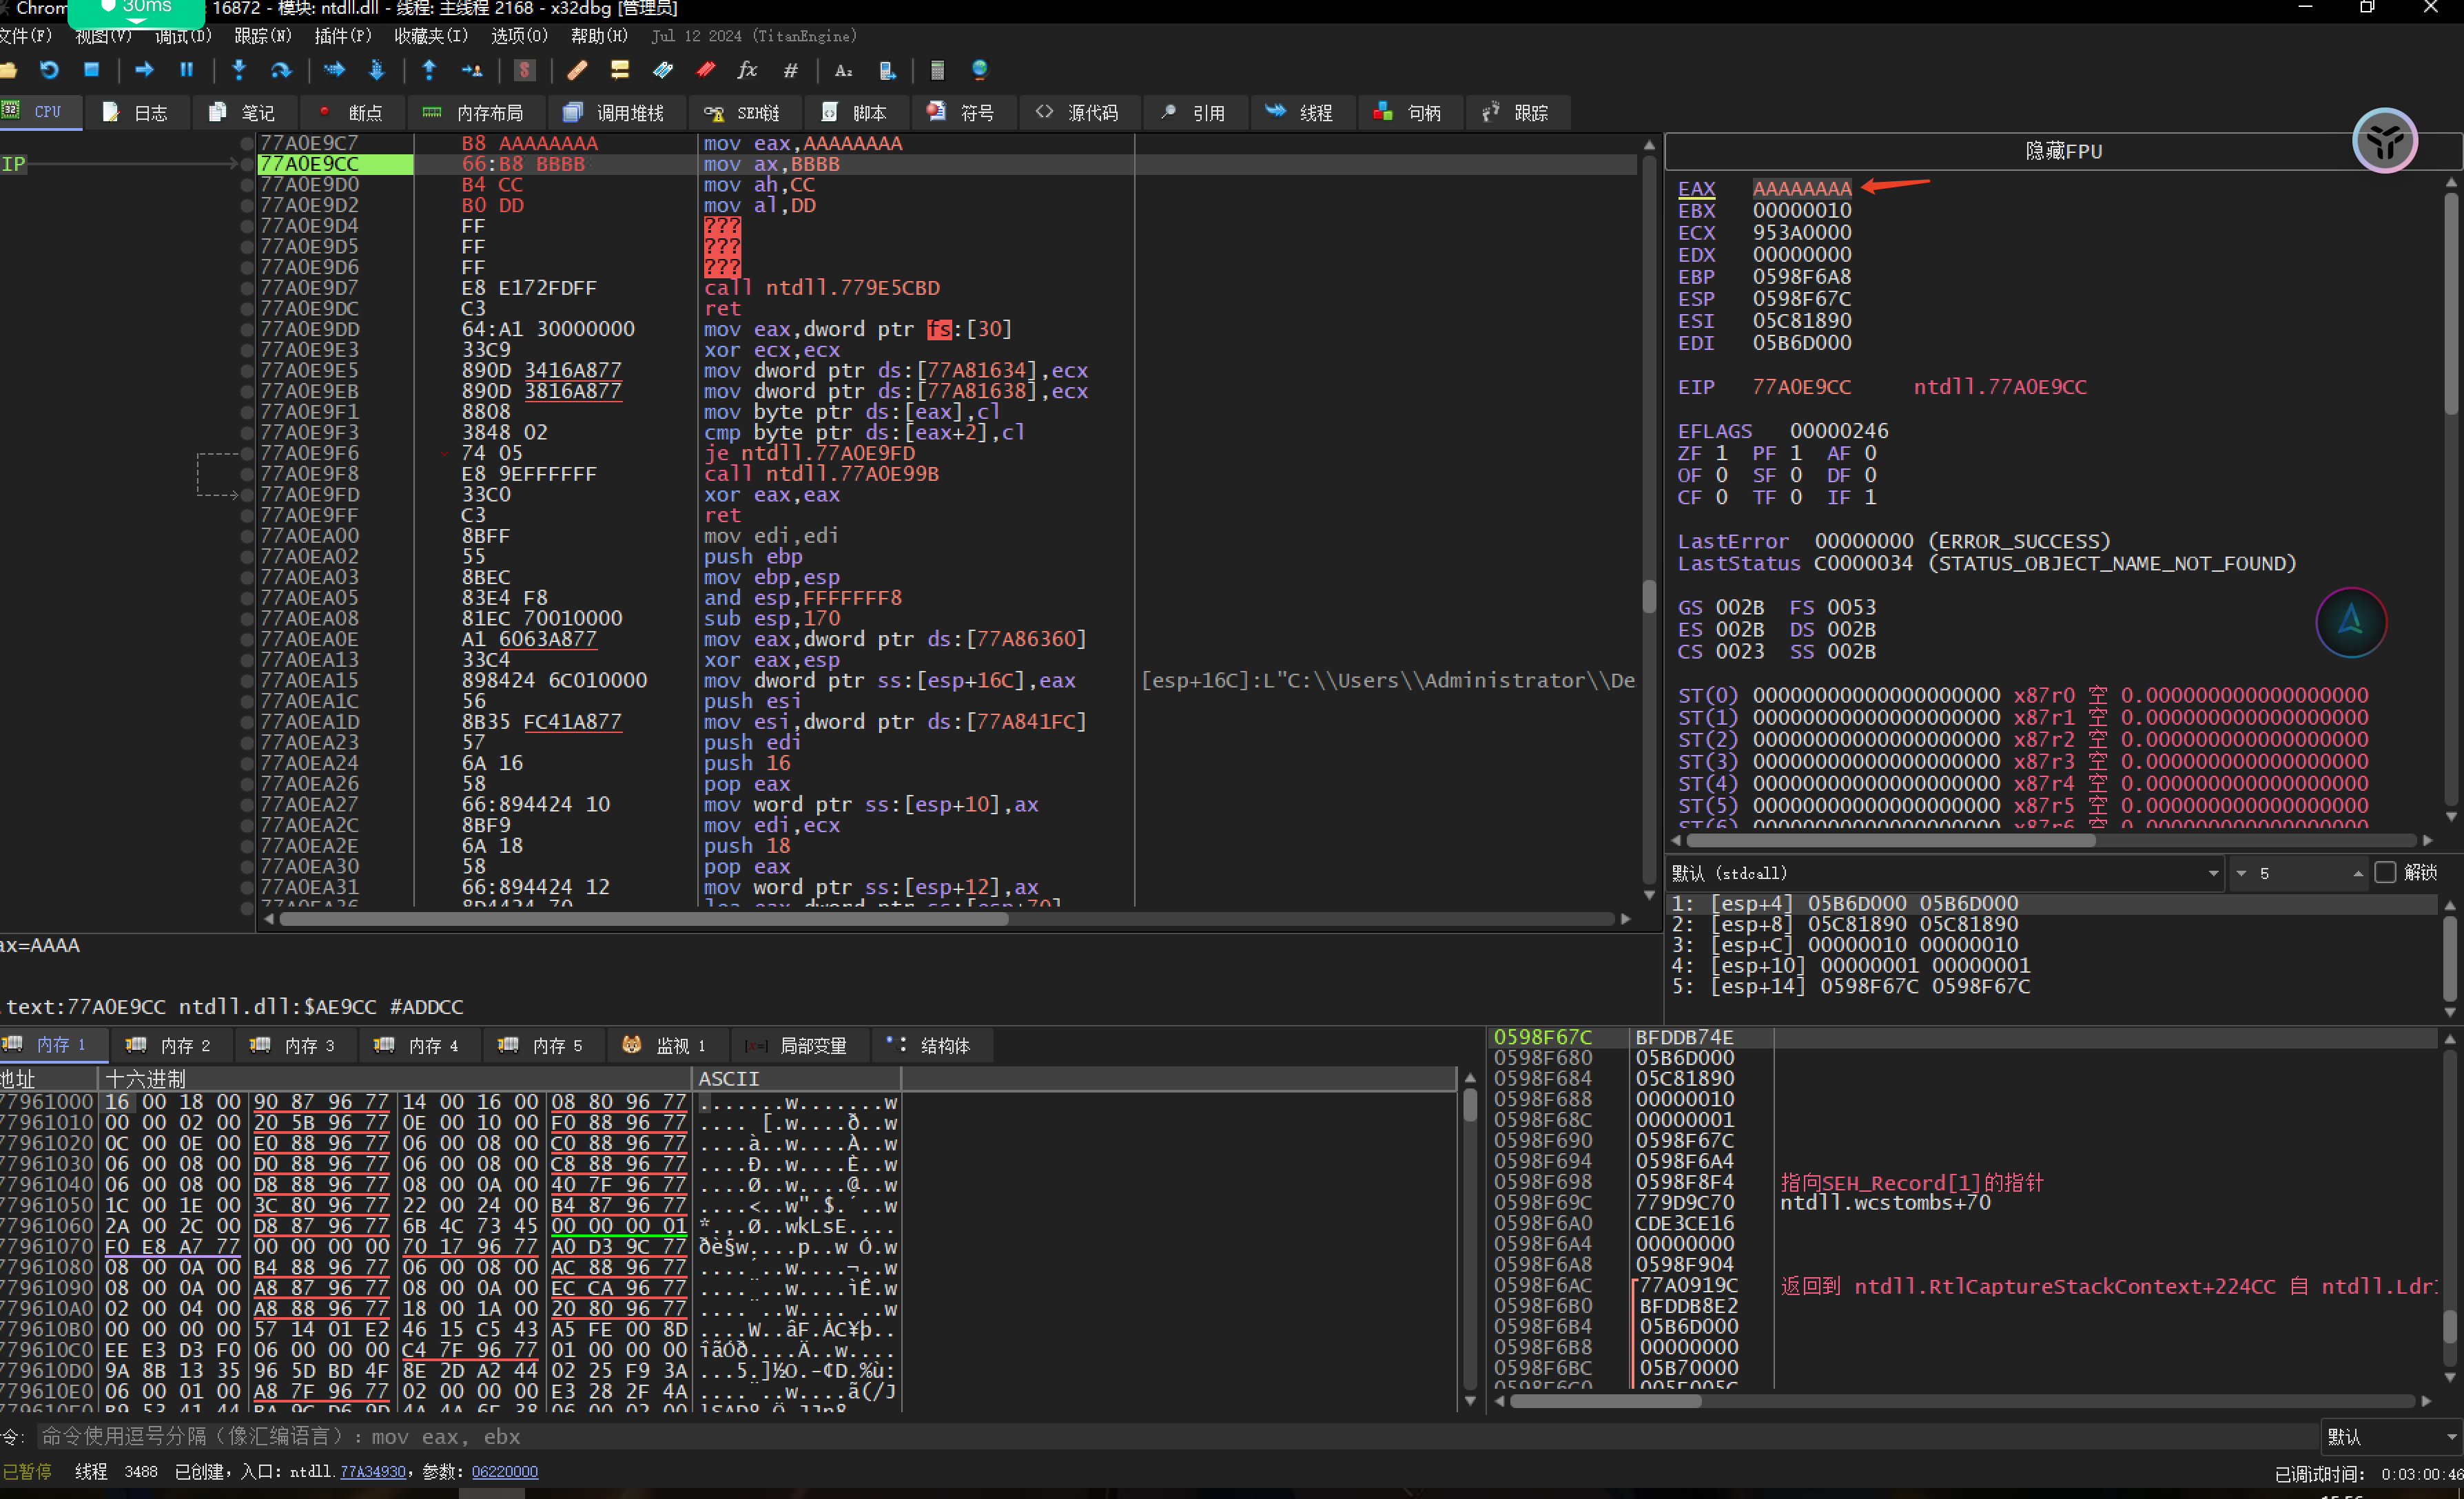 Chrom 30ms 16872 - 模块: ntdll.dll - 线程: 主线程 2168 - x32dbg [管理员]
文件(F) 视图(V) 调试(D) 跟踪(N) 插件(P) 收藏夹(I) 选项(O) 帮助(H) Jul 12 2024 (TitanEngine)
CPU 日志 笔记 断点 内存布局 调用堆栈 SEH链 脚本 符号 源代码 引用 线程 句柄 跟踪
IP
77A0E9C7 B8 AAAAAAAA mov eax,AAAAAAAA
77A0E9CC 66:B8 BBBB mov ax,BBBB
77A0E9D0 B4 CC mov ah,CC
77A0E9D2 B0 DD mov al,DD
77A0E9D4 FF ???
77A0E9D5 FF ???
77A0E9D6 FF ???
77A0E9D7 E8 E172FDFF call ntdll.779E5CBD
77A0E9DC C3 ret
77A0E9DD 64:A1 30000000 mov eax,dword ptr fs:[30]
77A0E9E3 33C9 xor ecx,ecx
77A0E9E5 890D 3416A877 mov dword ptr ds:[77A81634],ecx
77A0E9EB 890D 3816A877 mov dword ptr ds:[77A81638],ecx
77A0E9F1 8808 mov byte ptr ds:[eax],cl
77A0E9F3 3848 02 cmp byte ptr ds:[eax+2],cl
77A0E9F6 74 05 je ntdll.77A0E9FD
77A0E9F8 E8 9EFFFFFF call ntdll.77A0E99B
77A0E9FD 33C0 xor eax,eax
77A0E9FF C3 ret
77A0EA00 8BFF mov edi,edi
77A0EA02 55 push ebp
77A0EA03 8BEC mov ebp,esp
77A0EA05 83E4 F8 and esp,FFFFFFF8
77A0EA08 81EC 70010000 sub esp,170
77A0EA0E A1 6063A877 mov eax,dword ptr ds:[77A86360]
77A0EA13 33C4 xor eax,esp
77A0EA15 898424 6C010000 mov dword ptr ss:[esp+16C],eax [esp+16C]:L"C:\\Users\\Administrator\\De
77A0EA1C 56 push esi
77A0EA1D 8B35 FC41A877 mov esi,dword ptr ds:[77A841FC]
77A0EA23 57 push edi
77A0EA24 6A 16 push 16
77A0EA26 58 pop eax
77A0EA27 66:894424 10 mov word ptr ss:[esp+10],ax
77A0EA2C 8BF9 mov edi,ecx
77A0EA2E 6A 18 push 18
77A0EA30 58 pop eax
77A0EA31 66:894424 12 mov word ptr ss:[esp+12],ax
ax=AAAA
.text:77A0E9CC ntdll.dll:$AE9CC #ADDCC
隐藏FPU
EAX AAAAAAAA
EBX 00000010
ECX 953A0000
EDX 00000000
EBP 0598F6A8
ESP 0598F67C
ESI 05C81890
EDI 05B6D000
EIP 77A0E9CC ntdll.77A0E9CC
EFLAGS 00000246
ZF 1 PF 1 AF 0
OF 0 SF 0 DF 0
CF 0 TF 0 IF 1
LastError 00000000 (ERROR_SUCCESS)
LastStatus C0000034 (STATUS_OBJECT_NAME_NOT_FOUND)
GS 002B FS 0053
ES 002B DS 002B
CS 0023 SS 002B
ST(0) 00000000000000000000 x87r0 空 0.000000000000000000
ST(1) 00000000000000000000 x87r1 空 0.000000000000000000
ST(2) 00000000000000000000 x87r2 空 0.000000000000000000
ST(3) 00000000000000000000 x87r3 空 0.000000000000000000
ST(4) 00000000000000000000 x87r4 空 0.000000000000000000
ST(5) 00000000000000000000 x87r5 空 0.000000000000000000
默认 (stdcall) 5 解锁
1: [esp+4] 05B6D000 05B6D000
2: [esp+8] 05C81890 05C81890
3: [esp+C] 00000010 00000010
4: [esp+10] 00000001 00000001
5: [esp+14] 0598F67C 0598F67C
内存 1 内存 2 内存 3 内存 4 内存 5 监视 1 [x=] 局部变量 结构体
地址 十六进制 ASCII
77961000 16 00 18 00 90 87 96 77 14 00 16 00 08 80 96 77 .......w.......w
77961010 00 00 02 00 20 5B 96 77 0E 00 10 00 F0 88 96 77 .... [.w....ð..w
77961020 0C 00 0E 00 E0 88 96 77 06 00 08 00 C0 88 96 77 ....à..w....À..w
77961030 06 00 08 00 D0 88 96 77 06 00 08 00 C8 88 96 77 ....Ð..w....È..w
77961040 06 00 08 00 D8 88 96 77 08 00 0A 00 40 7F 96 77 ....Ø..w....@..w
77961050 1C 00 1E 00 3C 80 96 77 22 00 24 00 B4 87 96 77 ....<..w".$.´..w
77961060 2A 00 2C 00 D8 87 96 77 6B 4C 73 45 00 00 00 01 *.,.Ø..wkLsE....
77961070 F0 E8 A7 77 00 00 00 00 70 17 96 77 A0 D3 9C 77 ðè§w....p..w Ó.w
77961080 08 00 0A 00 B4 88 96 77 06 00 08 00 AC 88 96 77 ....´..w....¬..w
77961090 08 00 0A 00 A8 87 96 77 08 00 0A 00 EC CA 96 77 ....¨..w....ìÊ.w
779610A0 02 00 04 00 A8 88 96 77 18 00 1A 00 20 80 96 77 ....¨..w.... ..w
779610B0 00 00 00 00 57 14 01 E2 46 15 C5 43 A5 FE 00 8D ....W..âF.ÅC¥þ..
779610C0 EE E3 D3 F0 06 00 00 00 C4 7F 96 77 01 00 00 00 îãÓð....Ä..w....
779610D0 9A 8B 13 35 96 5D BD 4F 8E 2D A2 44 02 25 F9 3A ...5.]½O.-¢D.%ù:
779610E0 06 00 01 00 A8 7F 96 77 02 00 00 00 E3 28 2F 4A ....¨..w....ã(/J
0598F67C BFDDB74E
0598F680 05B6D000
0598F684 05C81890
0598F688 00000010
0598F68C 00000001
0598F690 0598F67C
0598F694 0598F6A4
0598F698 0598F8F4 指向SEH_Record[1]的指针
0598F69C 779D9C70 ntdll.wcstombs+70
0598F6A0 CDE3CE16
0598F6A4 00000000
0598F6A8 0598F904
0598F6AC 77A0919C 返回到 ntdll.RtlCaptureStackContext+224CC 自 ntdll.Ldr
0598F6B0 BFDDB8E2
0598F6B4 05B6D000
0598F6B8 00000000
0598F6BC 05B70000
0598F6C0 005E005C
令: 命令使用逗号分隔（像汇编语言）: mov eax, ebx 默认
已暂停 线程 3488 已创建, 入口: ntdll.77A34930, 参数: 06220000 已调试时间: 0:03:00:46